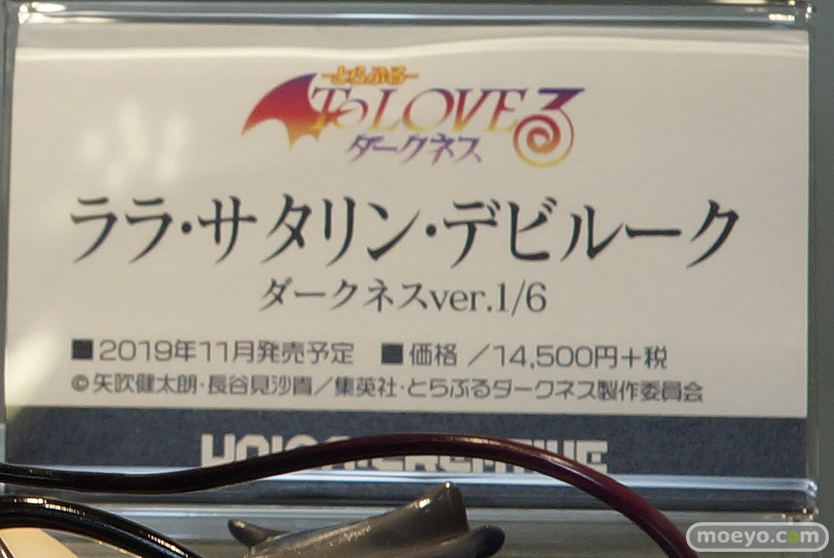 とらぶる
ToLOVEる
ダークネス
ララ・サタリン・デビルーク
ダークネスver.1/6
■2019年11月発売予定 ■価格／14,500円＋税
©矢吹健太朗・長谷見沙貴／集英社・とらぶるダークネス製作委員会
moeyo.com